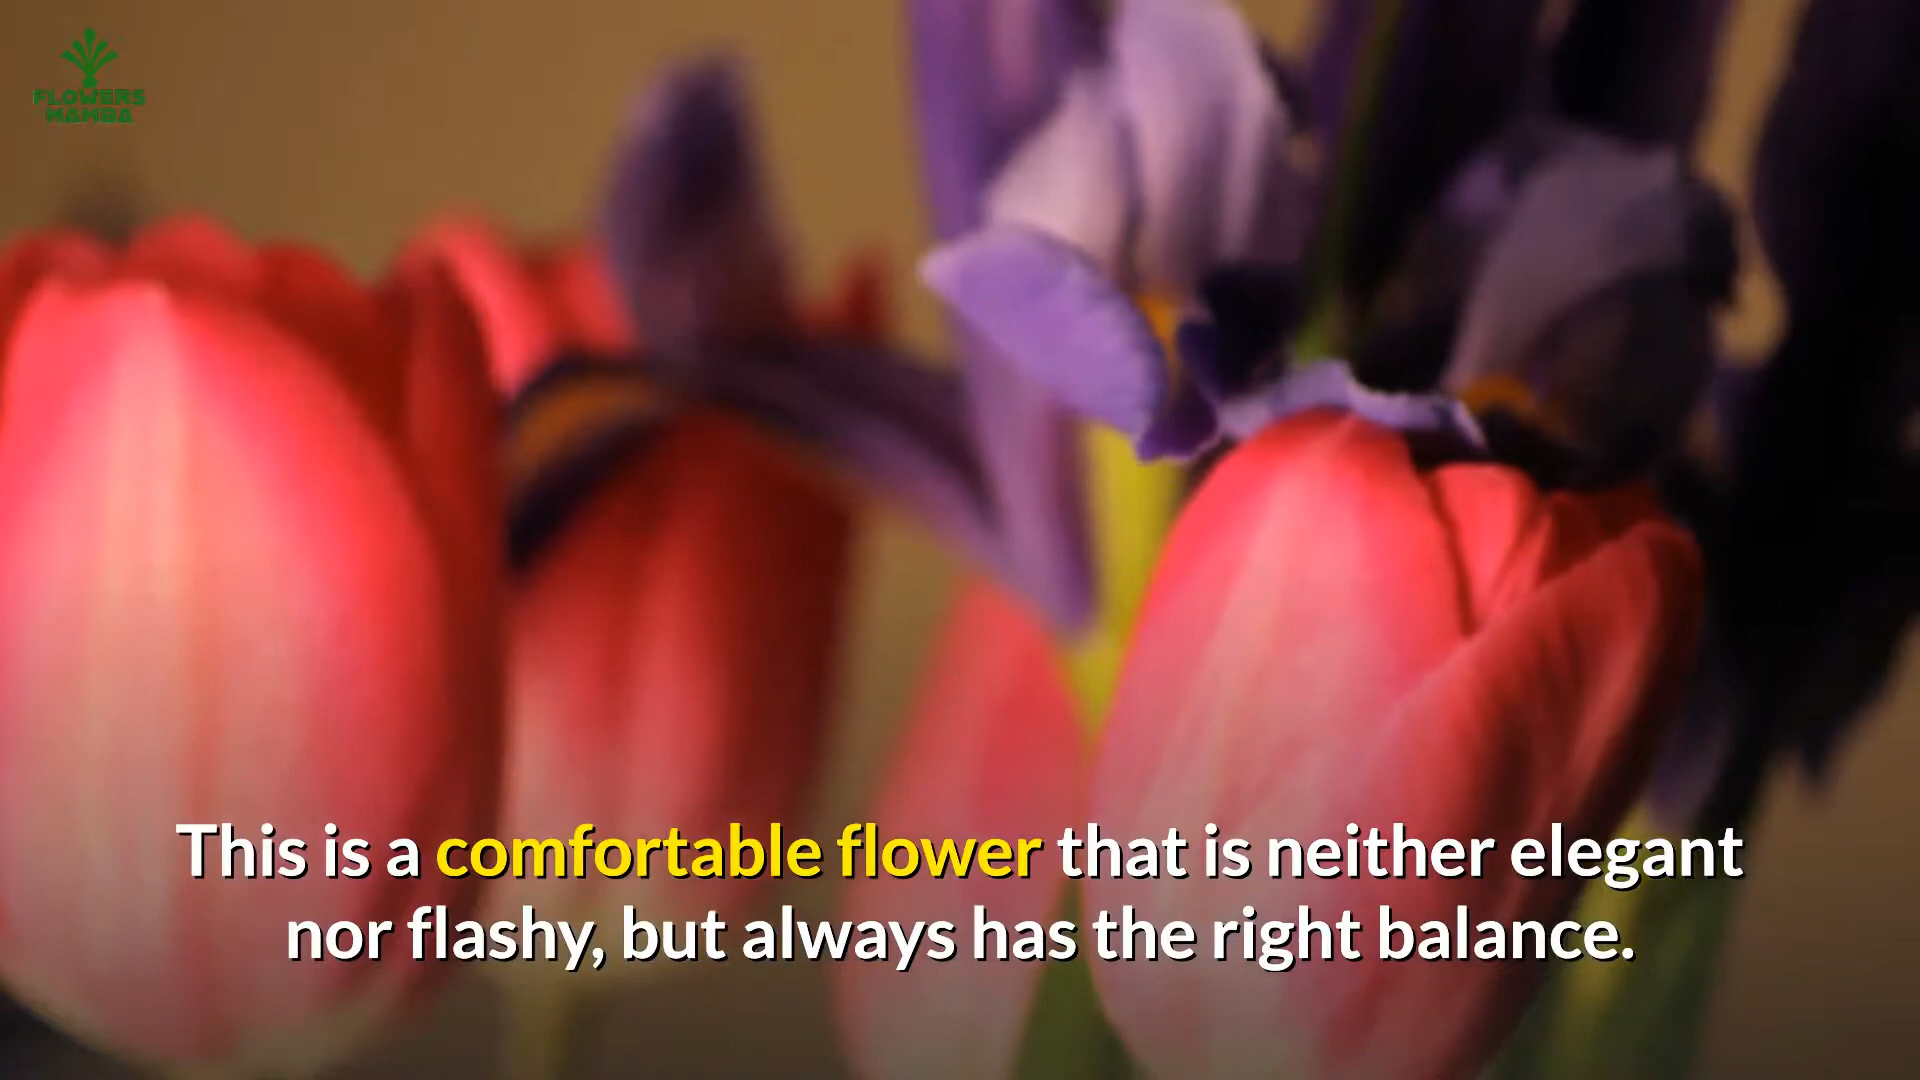 FLOWERS
MAMBA
This is a comfortable flower that is neither elegant
nor flashy, but always has the right balance.